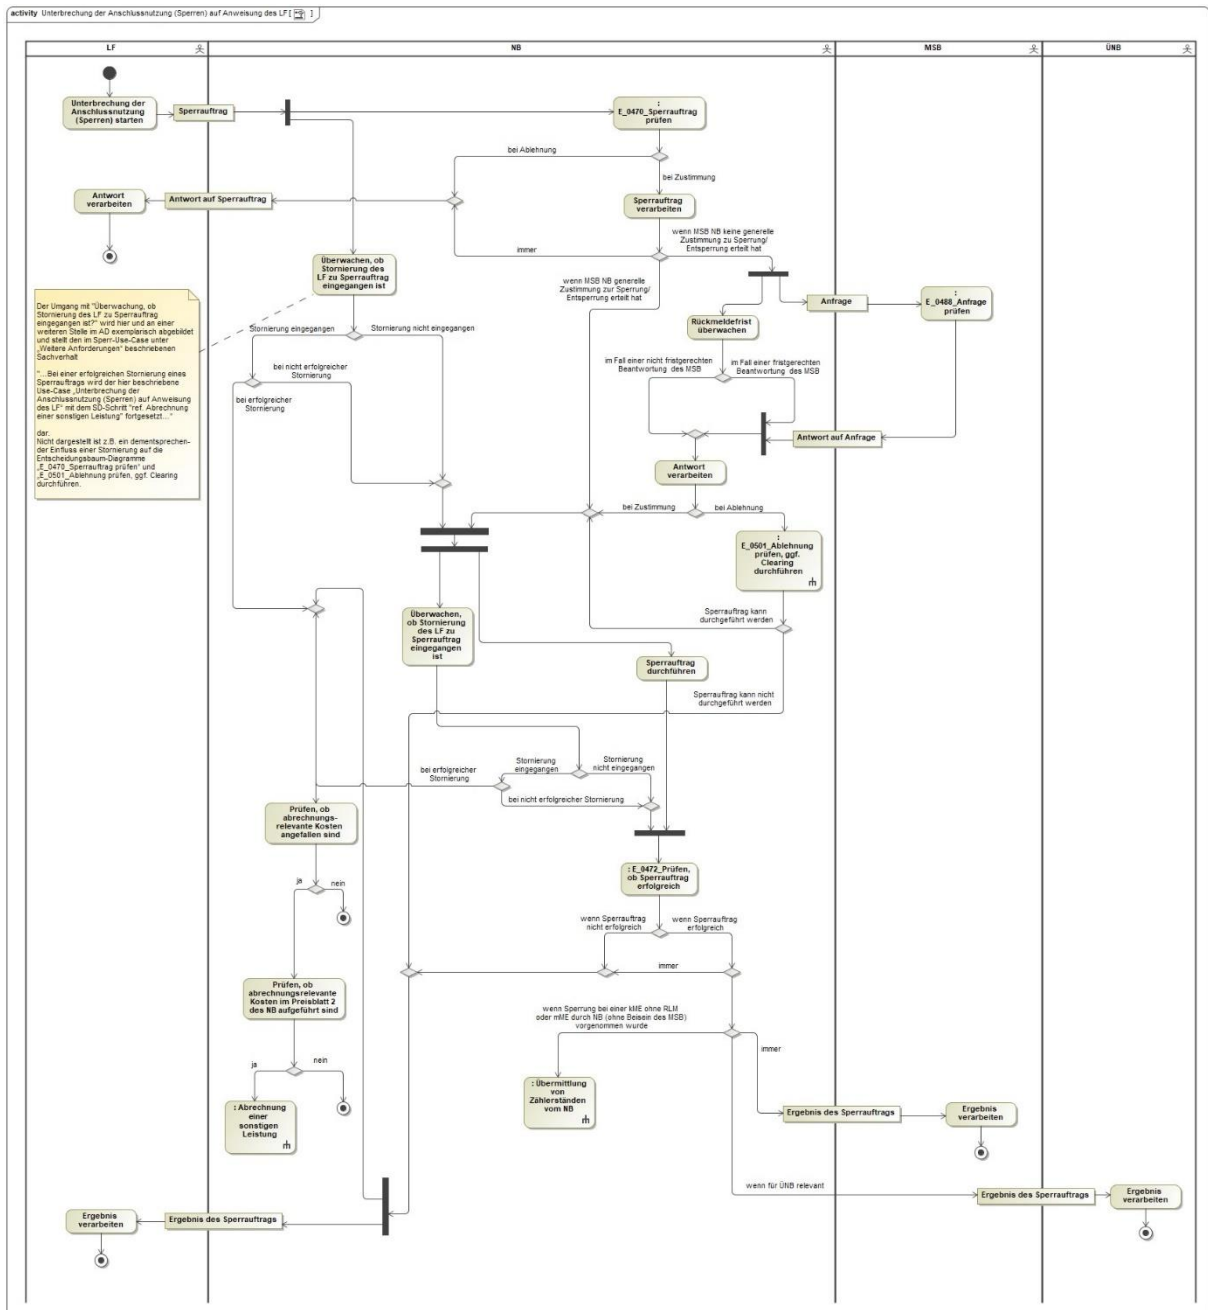 activity Unterbrechung der Anschlussnutzung (Sperren) auf Anweisung des LF [ ]
LF
NB
MSB
ÜNB
Unterbrechung der
Anschlussnutzung
(Sperren) starten
Sperrauftrag
:
E_0470_Sperrauftrag
prüfen
bei Ablehnung
bei Zustimmung
Antwort
verarbeiten
Antwort auf Sperrauftrag
Sperrauftrag
verarbeiten
immer
wenn MSB NB keine generelle
Zustimmung zu Sperrung/
Entsperrung erteilt hat
Überwachen, ob
Stornierung des
LF zu Sperrauftrag
eingegangen ist
wenn MSB NB generelle
Zustimmung zur Sperrung/
Entsperrung erteilt hat
Anfrage
:
E_0488_Anfrage
prüfen
Rückmeldefrist
überwachen
Der Umgang mit "Überwachung, ob
Stornierung des LF zu Sperrauftrag
eingegangen ist?" wird hier und an einer
weiteren Stelle im AD exemplarisch abgebildet
und stellt den im Sperr-Use-Case unter
„Weitere Anforderungen" beschriebenen
Sachverhalt
"...Bei einer erfolgreichen Stornierung eines
Sperrauftrags wird der hier beschriebene
Use-Case „Unterbrechung der
Anschlussnutzung (Sperren) auf Anweisung
des LF" mit dem SD-Schritt "ref. Abrechnung
einer sonstigen Leistung" fortgesetzt..."
dar.
Nicht dargestellt ist z.B. ein dementsprechen-
der Einfluss einer Stornierung auf die
Entscheidungsbaum-Diagramme
„E_0470_Sperrauftrag prüfen" und
„E_0501_Ablehnung prüfen, ggf. Clearing
durchführen.
Stornierung eingegangen
Stornierung nicht eingegangen
bei nicht erfolgreicher
Stornierung
bei erfolgreicher
Stornierung
im Fall einer nicht fristgerechten
Beantwortung des MSB
im Fall einer fristgerechten
Beantwortung des MSB
Antwort auf Anfrage
Antwort
verarbeiten
bei Zustimmung
bei Ablehnung
:
E_0501_Ablehnung
prüfen, ggf.
Clearing
durchführen
Sperrauftrag kann
durchgeführt werden
Überwachen,
ob Stornierung
des LF zu
Sperrauftrag
eingegangen
ist
Sperrauftrag
durchführen
Sperrauftrag kann nicht
durchgeführt werden
Stornierung
eingegangen
Stornierung
nicht eingegangen
bei erfolgreicher
Stornierung
bei nicht erfolgreicher Stornierung
Prüfen, ob
abrechnungs-
relevante Kosten
angefallen sind
: E_0472_Prüfen,
ob Sperrauftrag
erfolgreich
ja
nein
wenn Sperrauftrag
nicht erfolgreich
wenn Sperrauftrag
erfolgreich
immer
Prüfen, ob
abrechnungsrelevante
Kosten im Preisblatt 2
des NB aufgeführt sind
wenn Sperrung bei einer kME ohne RLM
oder mME durch NB (ohne Beisein des MSB)
vorgenommen wurde
immer
ja
nein
: Abrechnung
einer
sonstigen
Leistung
: Übermittlung
von
Zählerständen
vom NB
Ergebnis des Sperrauftrags
Ergebnis
verarbeiten
wenn für ÜNB relevant
Ergebnis des Sperrauftrags
Ergebnis
verarbeiten
Ergebnis
verarbeiten
Ergebnis des Sperrauftrags